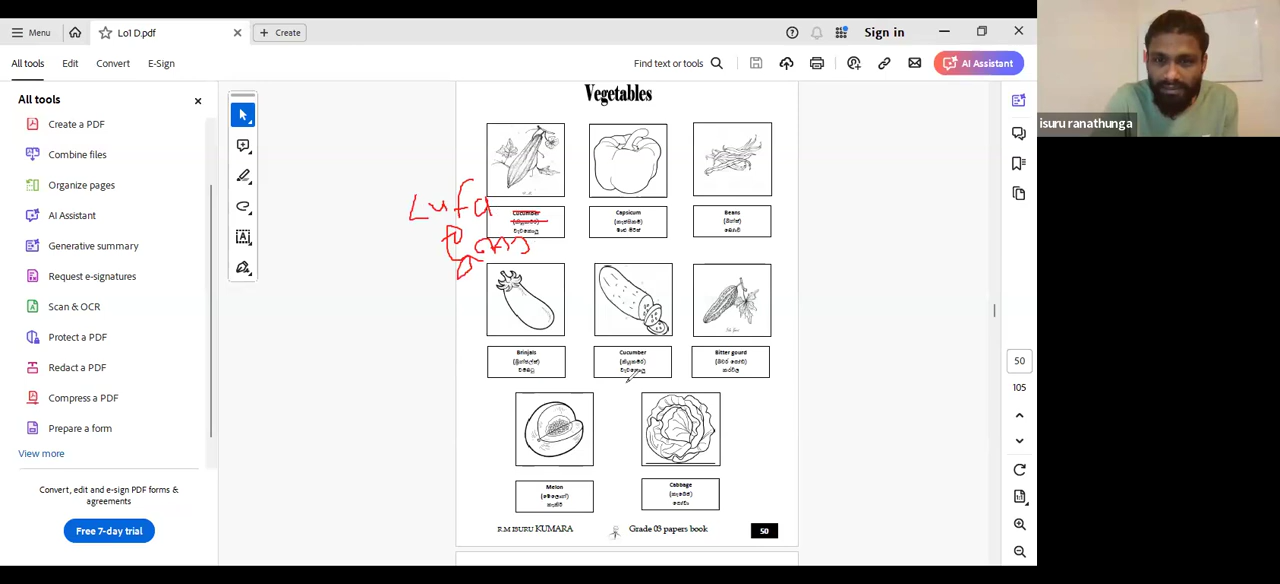 Menu
Lo1 D.pdf
Create
Sign in
All tools
Edit
Convert
E-Sign
Find text or tools
AI Assistant
All tools
Create a PDF
Combine files
Organize pages
AI Assistant
Generative summary
Request e-signatures
Scan & OCR
Protect a PDF
Redact a PDF
Compress a PDF
Prepare a form
View more
Convert, edit and e-sign PDF forms &
agreements
Free 7-day trial
Vegetables
Lufa
Cucumber
Capsicum
Beans
Brinjals
Cucumber
Bitter gourd
Melon
Cabbage
R.M ISURU KUMARA
Grade 03 papers book
50
50
105
isuru ranathunga